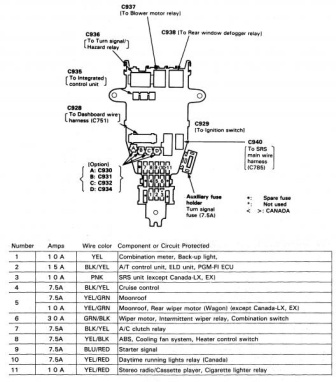 C937
(To Blower motor relay)
C936
(To Turn signal/
Hazard relay)
C938 (To Rear window defogger relay)
C935
(To Integrated
control unit)
C928
(To Dashboard wire
harness (C751)
C929
(To Ignition switch)
C940
(To SRS
main wire
harness
(C785)
(Option)
A: C930
B: C931
C: C932
D: C934
Auxiliary fuse
holder
Turn signal
fuse (7.5A)
*: Spare fuse
*: Not used
< >: CANADA
Number Amps Wire color Component or Circuit Protected
1 10 A YEL Combination meter, Back-up light,
2 15 A BLK/YEL A/T control unit, ELD unit, PGM-FI ECU
3 10 A PNK SRS unit (except Canada-LX, EX)
4 7.5A BLK/YEL Cruise control
5 7.5A YEL/GRN Moonroof
10 A YEL/GRN Moonroof, Rear wiper motor (Wagon) (except Canada-LX, EX)
6 30 A GRN/BLK Wiper motor, Intermittent wiper relay, Combination switch
7 7.5A BLK/YEL A/C clutch relay
8 7.5A BLK/YEL ABS, Cooling fan system, Heater control switch
9 7.5A BLU/RED Starter signal
10 7.5A YEL/RED Daytime running lights relay (Canada)
11 10 A YEL/RED Stereo radio/Cassette player, Cigarette lighter relay